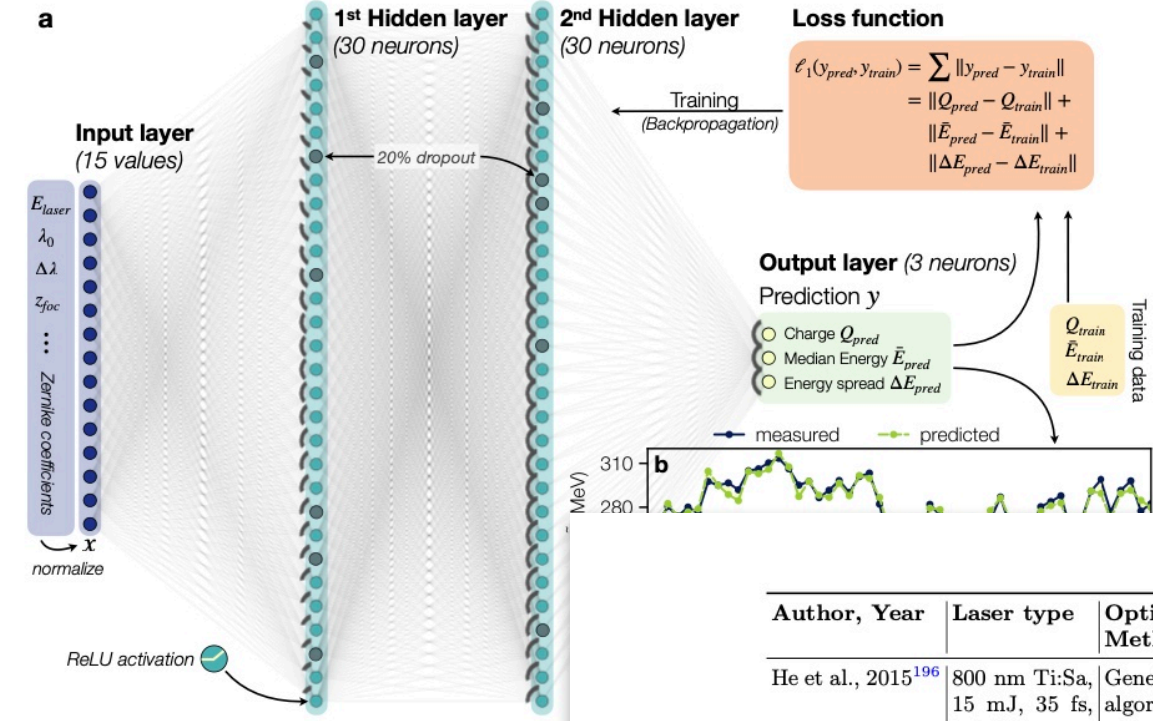 a
1st Hidden layer
(30 neurons)
2nd Hidden layer
(30 neurons)
Loss function
ℓ1(ypred, ytrain) = ∑ ‖ypred − ytrain‖
= ‖Qpred − Qtrain‖ +
‖Ēpred − Ētrain‖ +
‖ΔEpred − ΔEtrain‖
Training
(Backpropagation)
Input layer
(15 values)
20% dropout
Elaser
λ0
Δλ
zfoc
...
Zernike coefficients
x
normalize
ReLU activation
Output layer (3 neurons)
Prediction y
Charge Qpred
Median Energy Ēpred
Energy spread ΔEpred
Qtrain
Ētrain
ΔEtrain
Training data
measured
predicted
b
310
280
MeV)
Author, Year
Laser type
Opti
Met
He et al., 2015196
800 nm Ti:Sa,
15 mJ, 35 fs,
Gene
algor